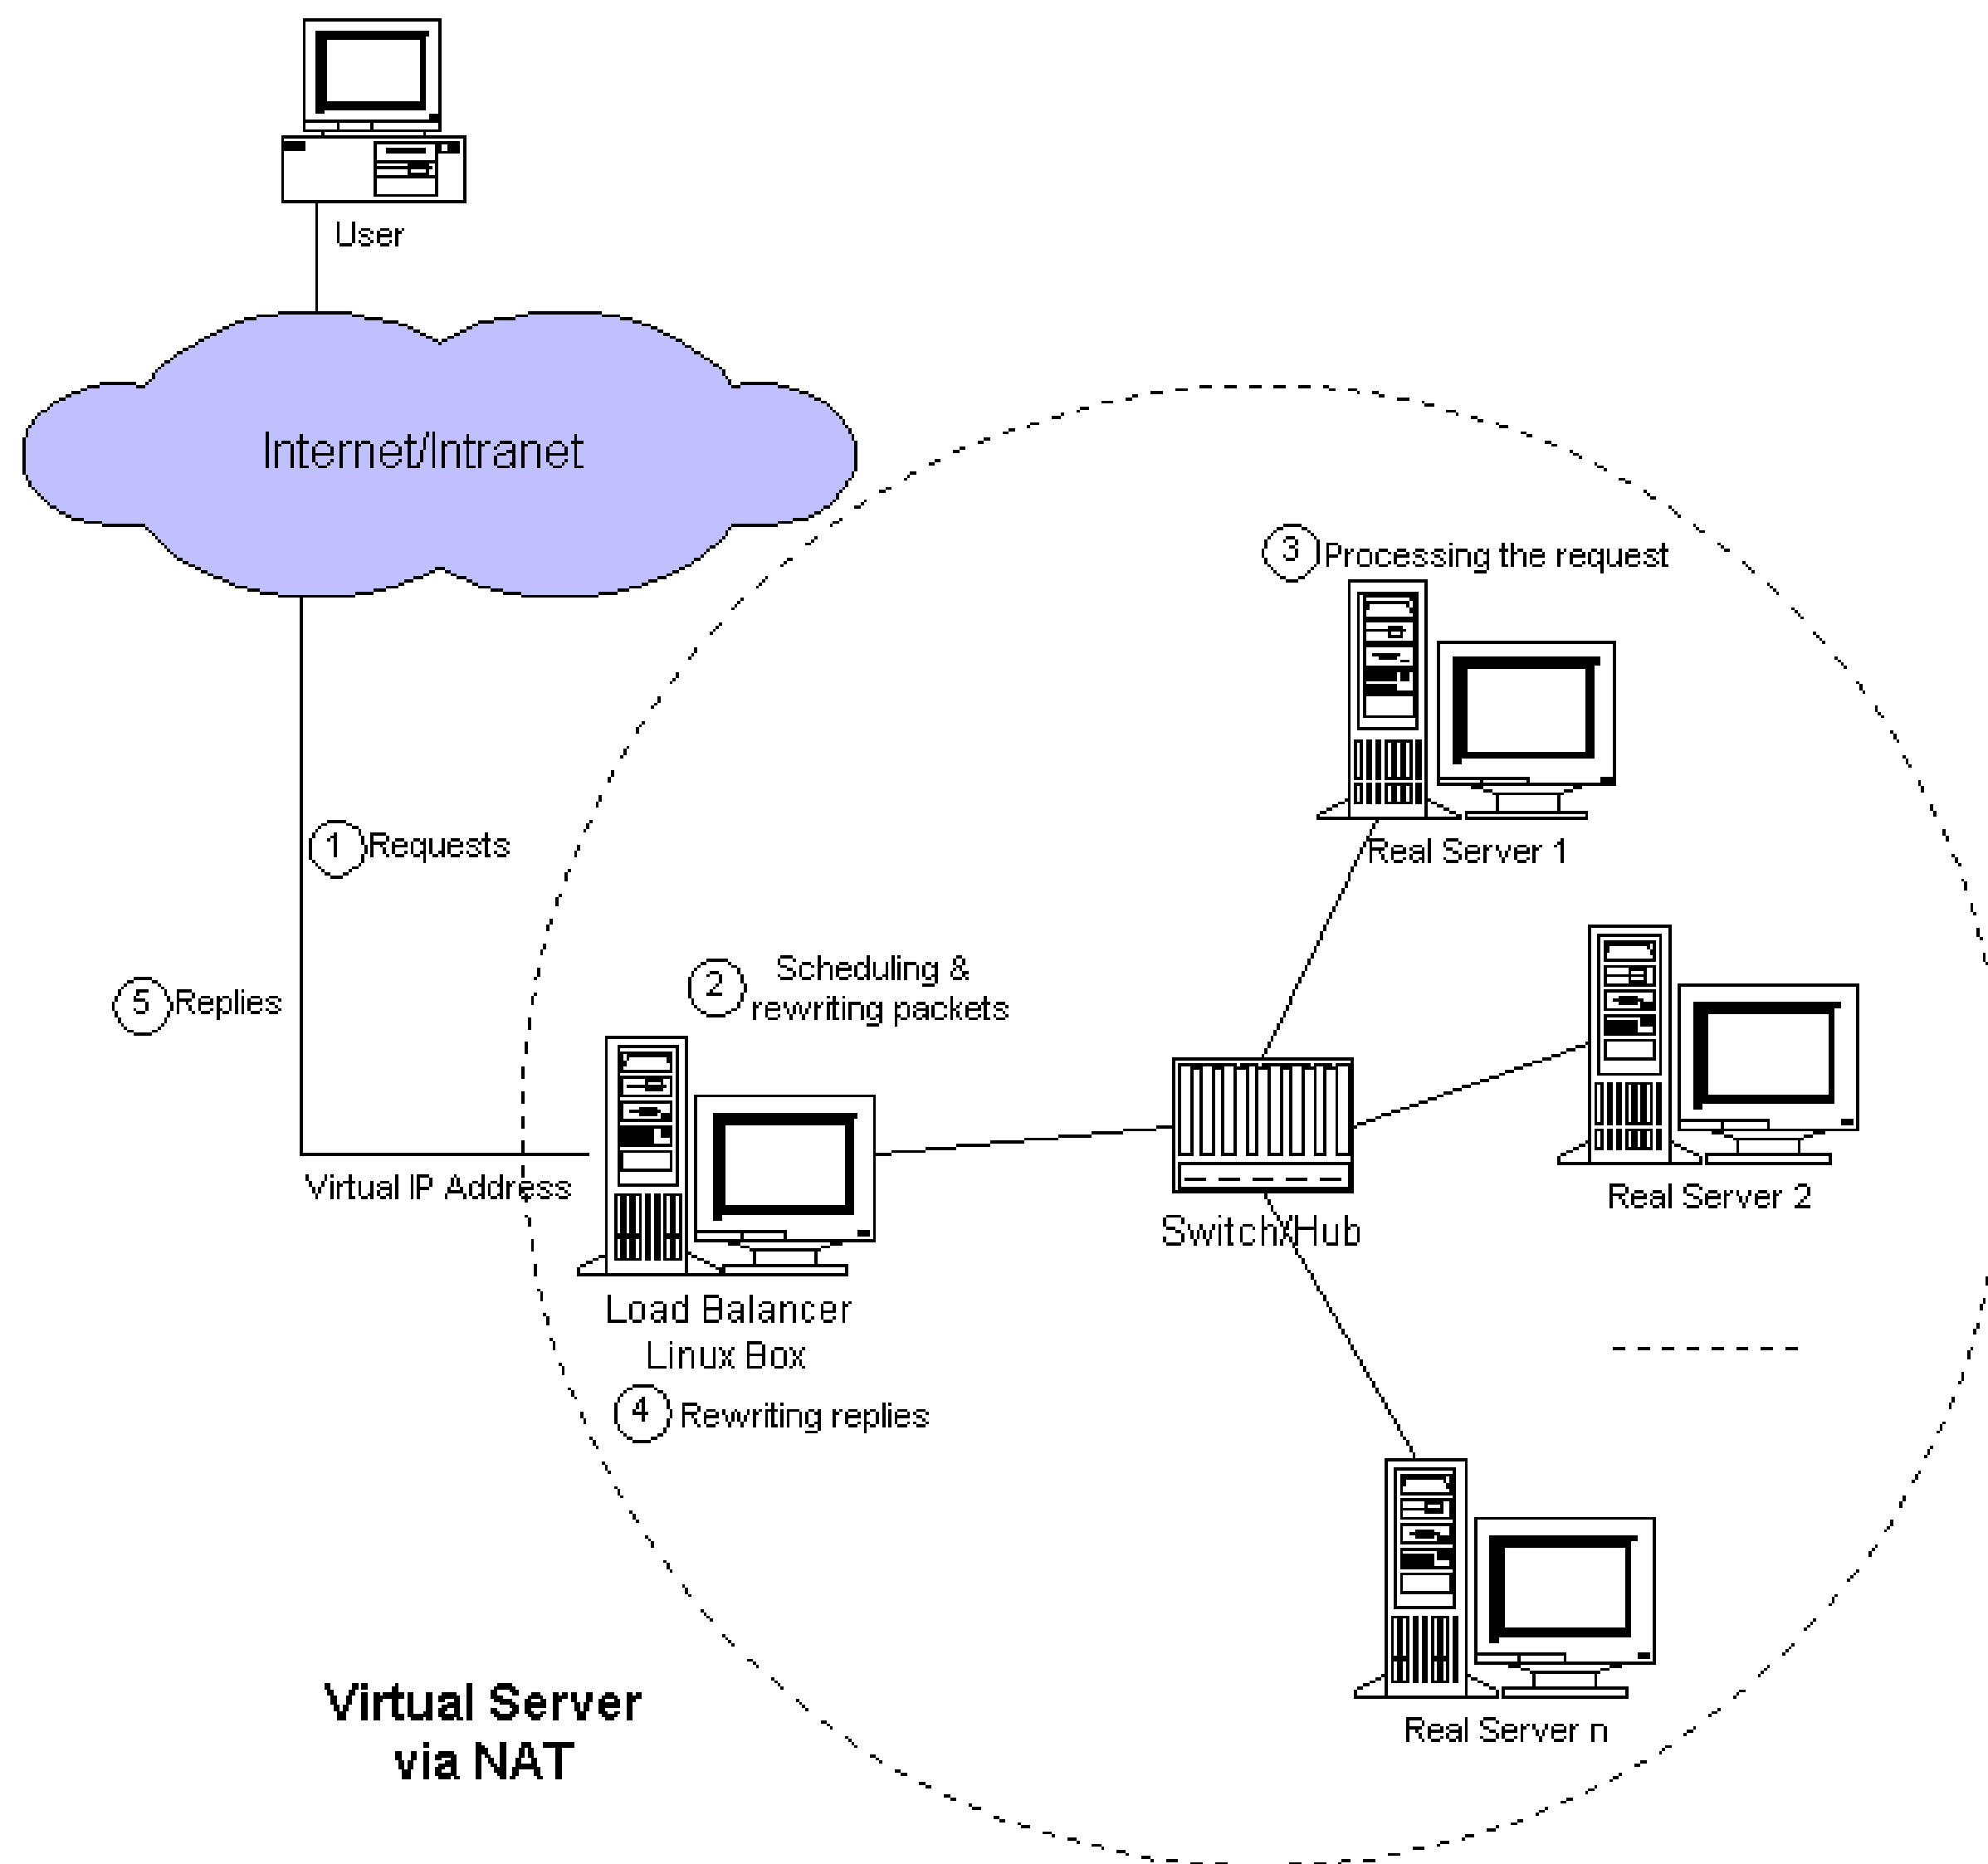 User
Internet/Intranet
3 Processing the request
1 Requests
Real Server 1
2 Scheduling &
rewriting packets
5 Replies
Virtual IP Address
Real Server 2
Switch/Hub
Load Balancer
Linux Box
4 Rewriting replies
Real Server n
Virtual Server
via NAT